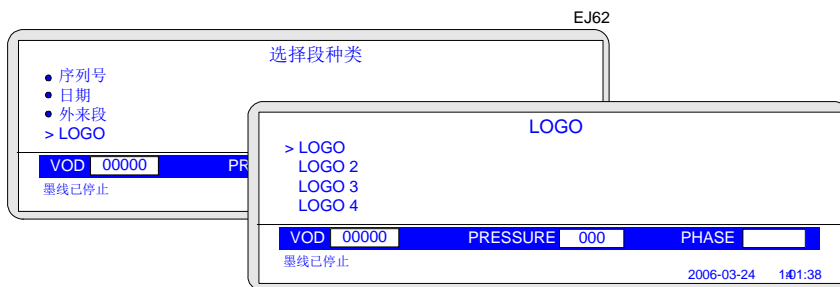 EJ62
选择段种类
● 序列号
● 日期
● 外来段
> LOGO
VOD 00000 PR
墨线已停止
LOGO
> LOGO
LOGO 2
LOGO 3
LOGO 4
VOD 00000 PRESSURE 000 PHASE
墨线已停止
2006-03-24